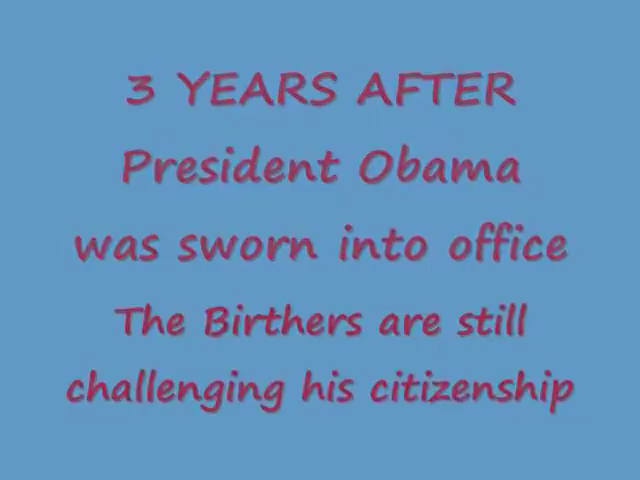 3 YEARS AFTER
President Obama
was sworn into office
The Birthers are still
challenging his citizenship